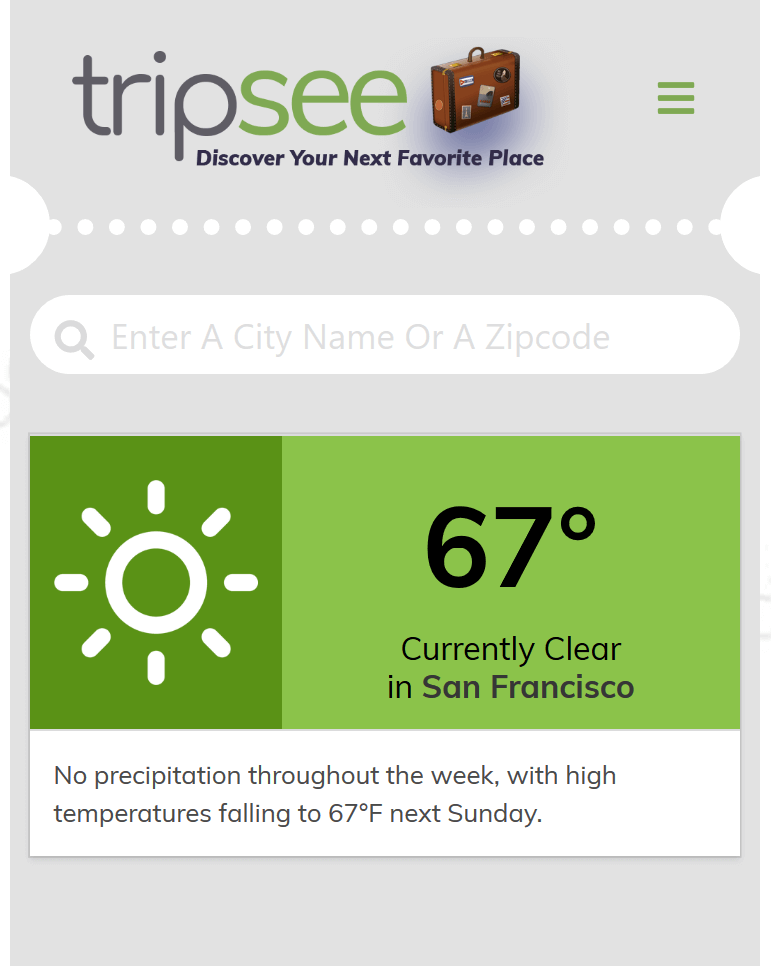 tripsee
Discover Your Next Favorite Place
Enter A City Name Or A Zipcode
67°
Currently Clear
in San Francisco
No precipitation throughout the week, with high
temperatures falling to 67°F next Sunday.